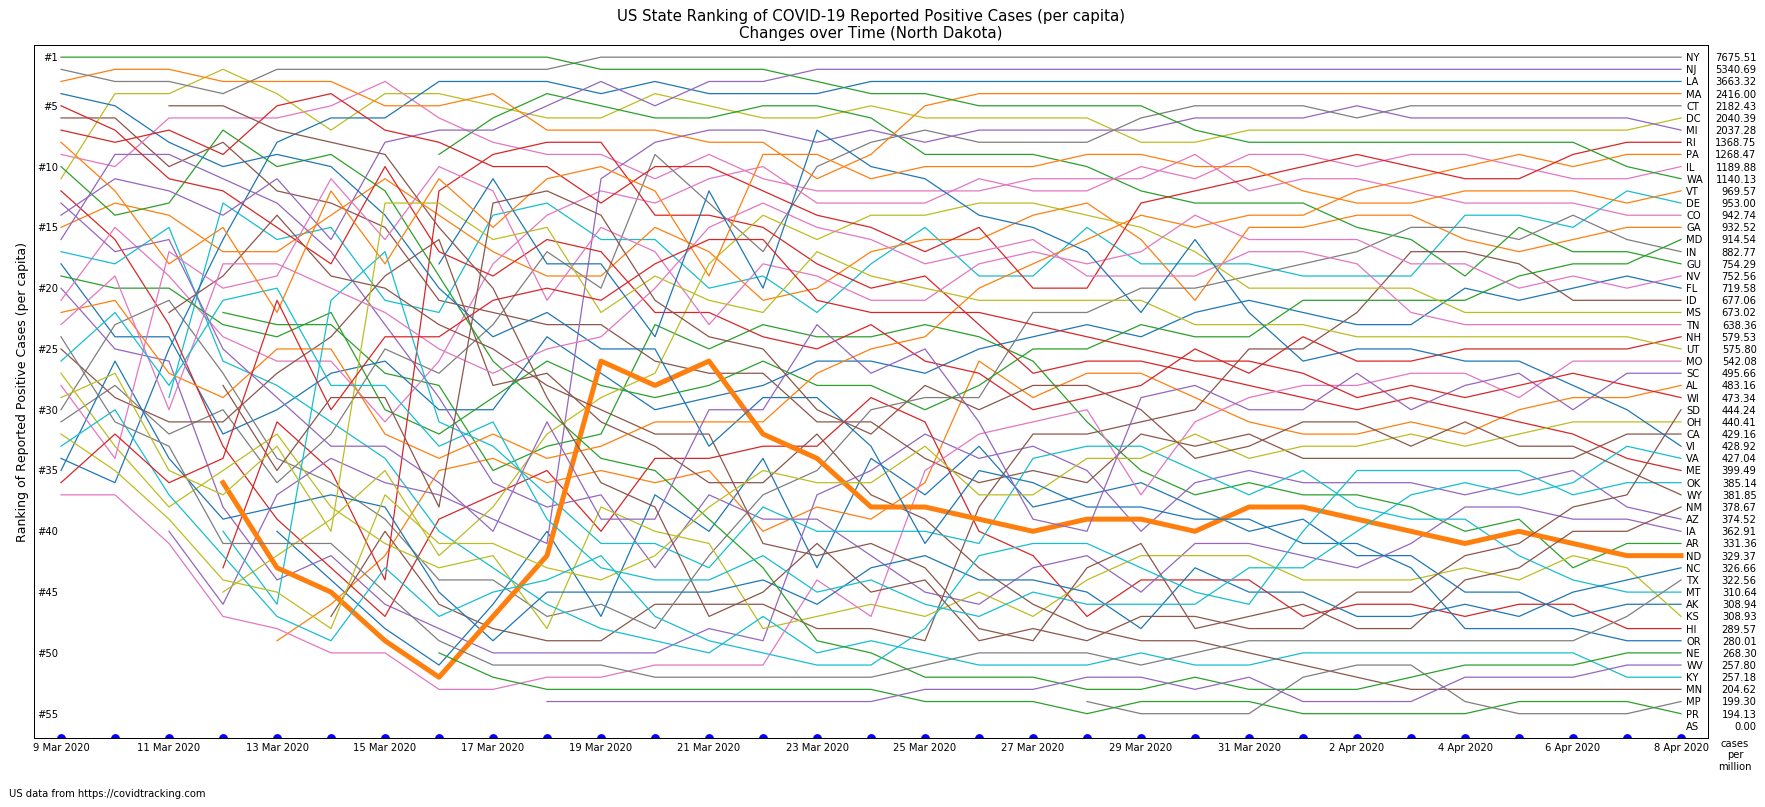 US State Ranking of COVID-19 Reported Positive Cases (per capita)
Changes over Time (North Dakota)
Ranking of Reported Positive Cases (per capita)
#1
#5
#10
#15
#20
#25
#30
#35
#40
#45
#50
#55
NY 7675.51
NJ 5340.69
LA 3663.32
MA 2416.00
CT 2182.43
DC 2040.39
MI 2037.28
RI 1368.75
PA 1268.47
IL 1189.88
WA 1140.13
VT 969.57
DE 953.00
CO 942.74
GA 932.52
MD 914.54
IN 882.77
GU 754.29
NV 752.56
FL 719.58
ID 677.06
MS 673.02
TN 638.36
NH 579.53
UT 575.80
MO 542.08
SC 495.66
AL 483.16
WI 473.34
SD 444.24
OH 440.41
CA 429.16
VI 428.92
VA 427.04
ME 399.49
OK 385.14
WY 381.85
NM 378.67
AZ 374.52
IA 362.91
AR 331.36
ND 329.37
NC 326.66
TX 322.56
MT 310.64
AK 308.94
KS 308.93
HI 289.57
OR 280.01
NE 268.30
WV 257.80
KY 257.18
MN 204.62
MP 199.30
PR 194.13
AS 0.00
9 Mar 2020 11 Mar 2020 13 Mar 2020 15 Mar 2020 17 Mar 2020 19 Mar 2020 21 Mar 2020 23 Mar 2020 25 Mar 2020 27 Mar 2020 29 Mar 2020 31 Mar 2020 2 Apr 2020 4 Apr 2020 6 Apr 2020 8 Apr 2020
cases
per
million
US data from https://covidtracking.com